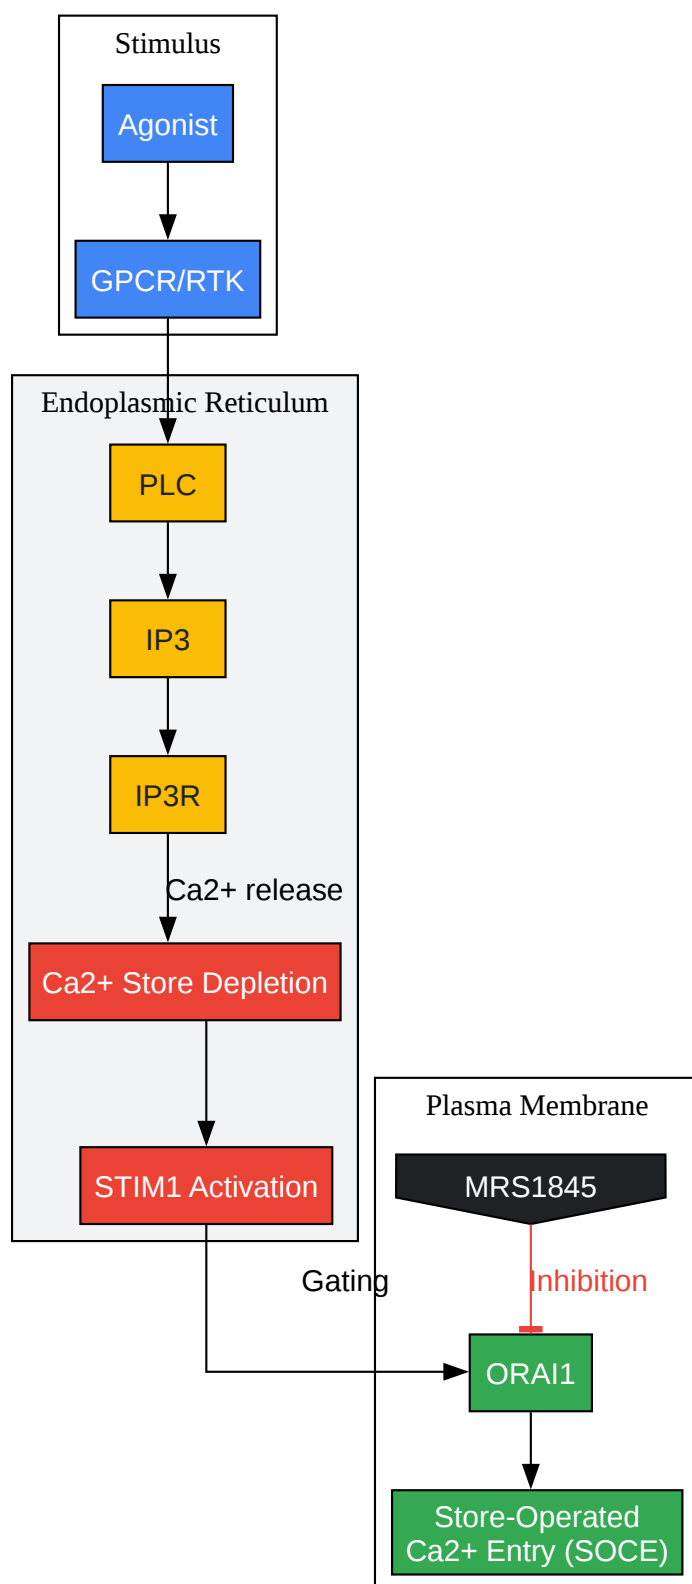 Stimulus
Agonist
GPCR/RTK
Endoplasmic Reticulum
PLC
IP3
IP3R
Ca2+ release
Ca2+ Store Depletion
STIM1 Activation
Plasma Membrane
MRS1845
Gating
Inhibition
ORAI1
Store-Operated
Ca2+ Entry (SOCE)